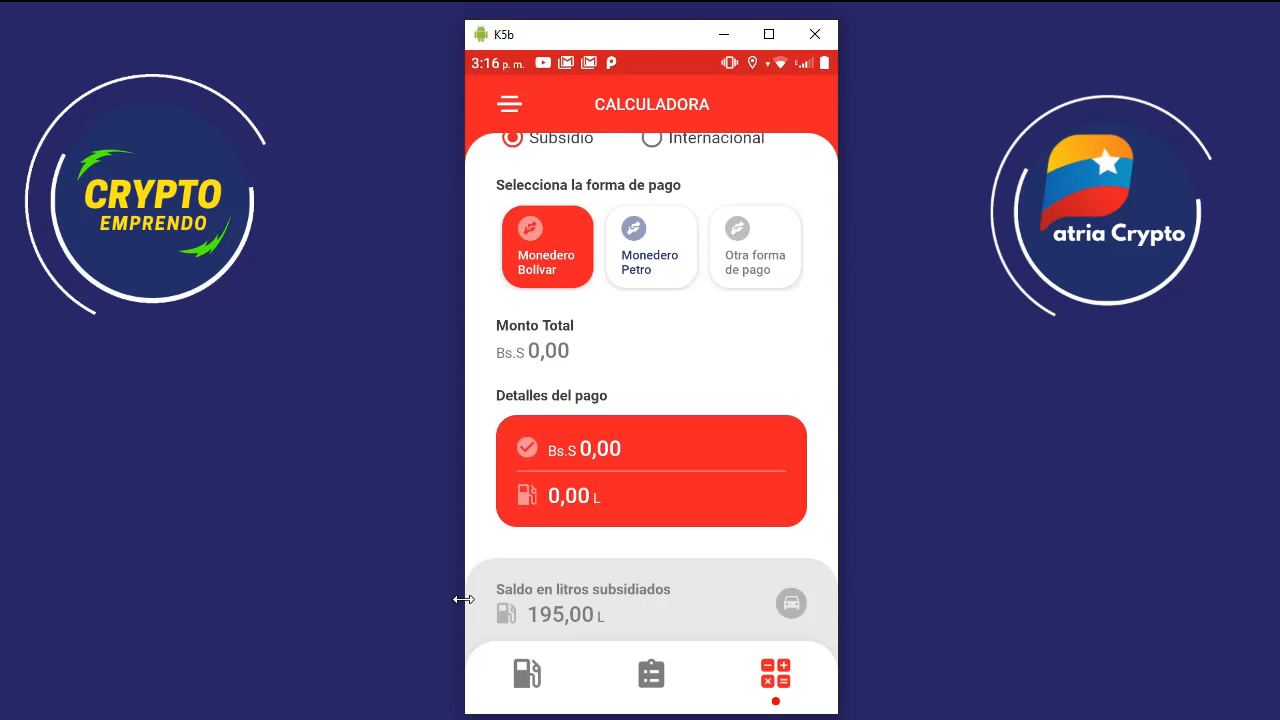 K5b
3:16 p. m.
CALCULADORA
Subsidio
Internacional
CRYPTO
EMPRENDO
atria Crypto
Selecciona la forma de pago
Monedero
Bolívar
Monedero
Petro
Otra forma
de pago
Monto Total
Bs.S 0,00
Detalles del pago
Bs.S 0,00
0,00 L
Saldo en litros subsidiados
195,00 L